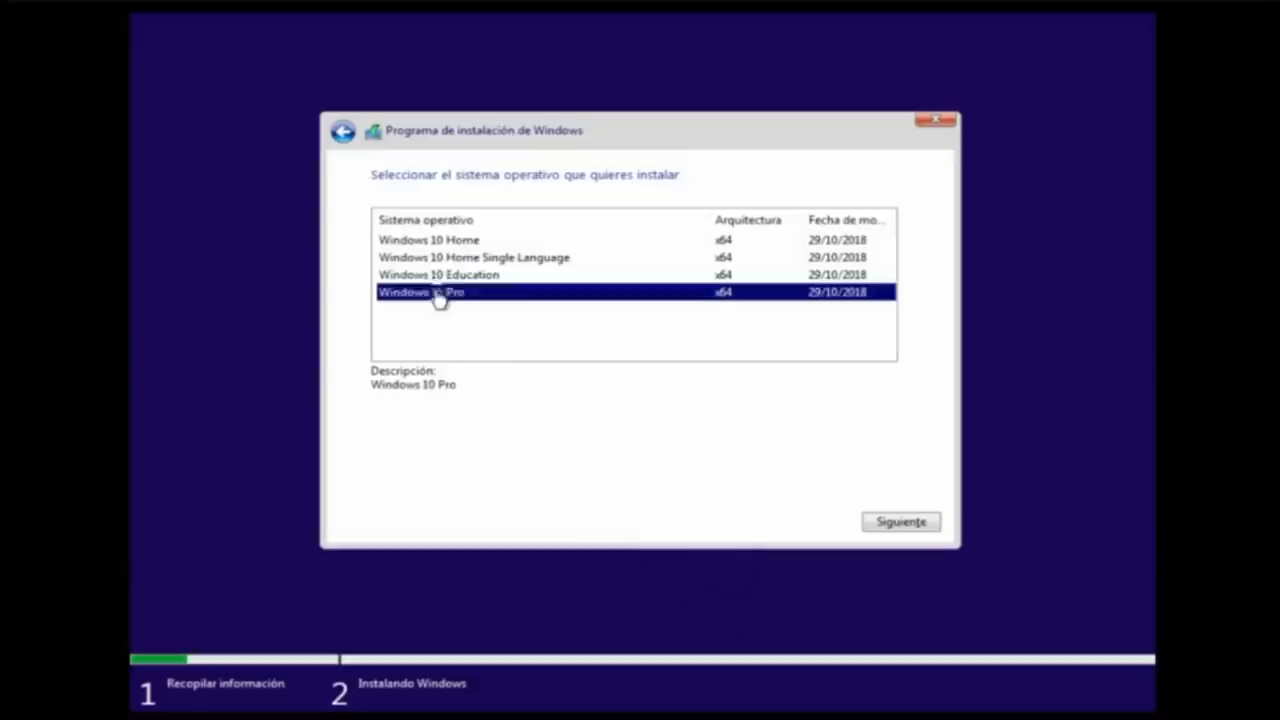 Programa de instalación de Windows
Seleccionar el sistema operativo que quieres instalar
Sistema operativo Arquitectura Fecha de mo...
Windows 10 Home x64 29/10/2018
Windows 10 Home Single Language x64 29/10/2018
Windows 10 Education x64 29/10/2018
Windows 10 Pro x64 29/10/2018
Descripción:
Windows 10 Pro
Siguiente
1 Recopilar información 2 Instalando Windows